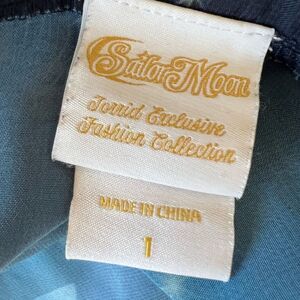 Sailor Moon
Torrid Exclusive
Fashion Collection
MADE IN CHINA
1